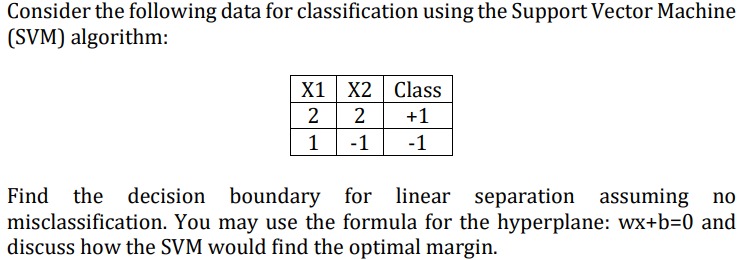 Consider the following data for classification using the Support Vector Machine
(SVM) algorithm:
X1 X2 Class
2 2 +1
1 -1 -1
Find the decision boundary for linear separation assuming no
misclassification. You may use the formula for the hyperplane: wx+b=0 and
discuss how the SVM would find the optimal margin.